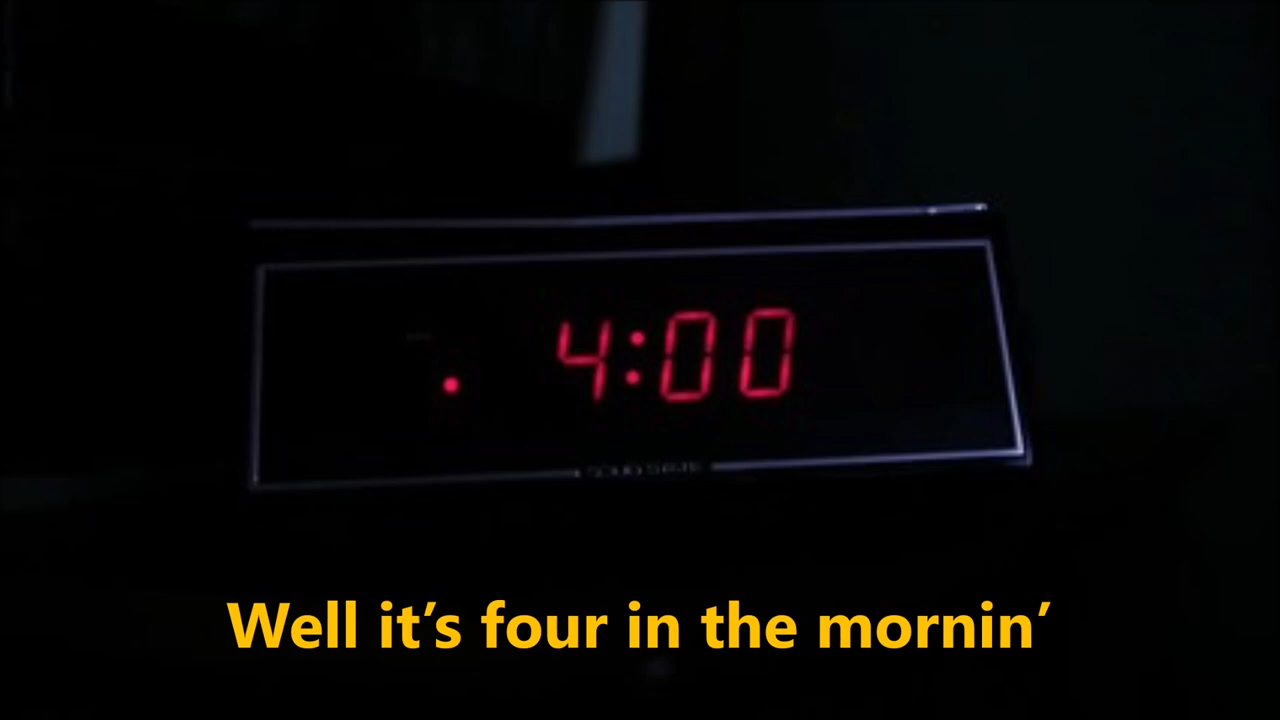 4:00
Well it’s four in the mornin’